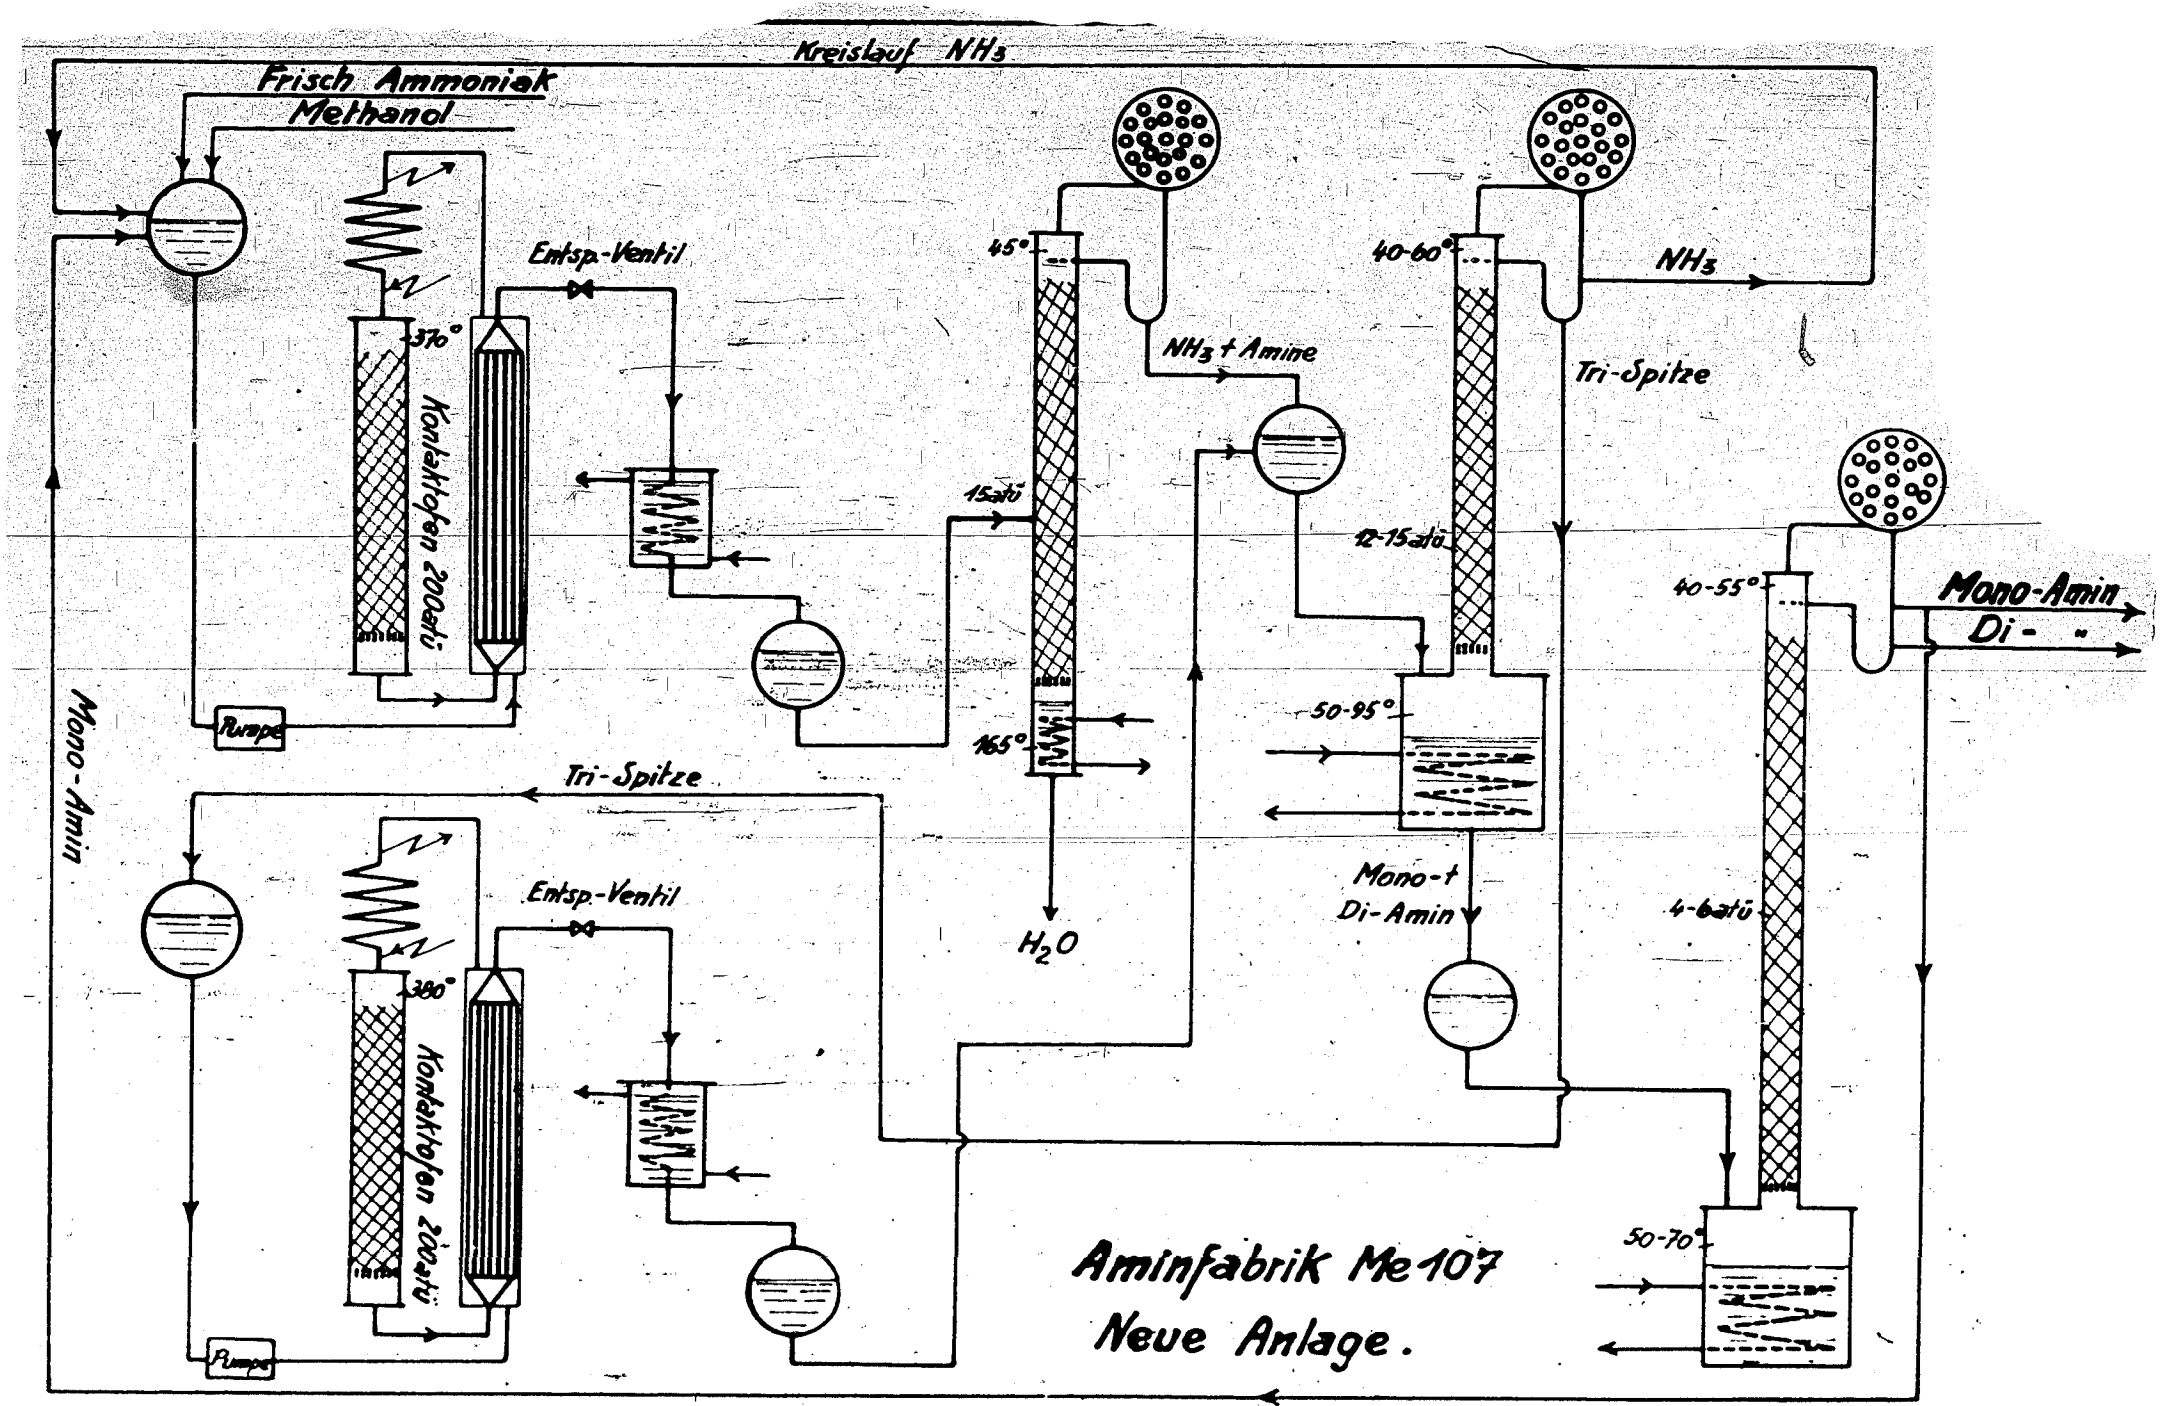 Kreislauf NH3
Frisch Ammoniak
Methanol
Entsp.-Ventil
370°
Kontaktofen 200atü
Pumpe
Mono-Amin
45°
15atü
165°
H2O
NH3 + Amine
40-60°
NH3
Tri-Spitze
12-15atü
50-95°
Mono-+
Di-Amin
40-55°
Mono-Amin
Di- "
4-6atü
50-70°
Tri-Spitze
Entsp.-Ventil
380°
Kontaktofen 200atü
Pumpe
Aminfabrik Me 107
Neue Anlage.